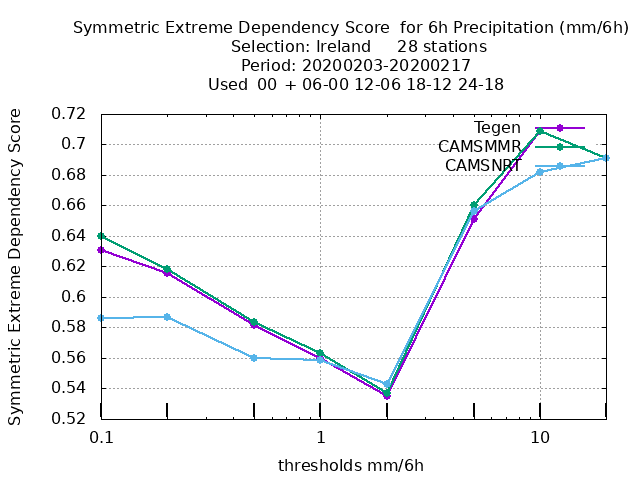 Symmetric Extreme Dependency Score  for 6h Precipitation (mm/6h)
Selection: Ireland     28 stations
Period: 20200203-20200217
Used  00  + 06-00 12-06 18-12 24-18
Symmetric Extreme Dependency Score
0.72
0.7
0.68
0.66
0.64
0.62
0.6
0.58
0.56
0.54
0.52
Tegen
CAMSMMR
CAMSNRT
0.1
1
10
thresholds mm/6h